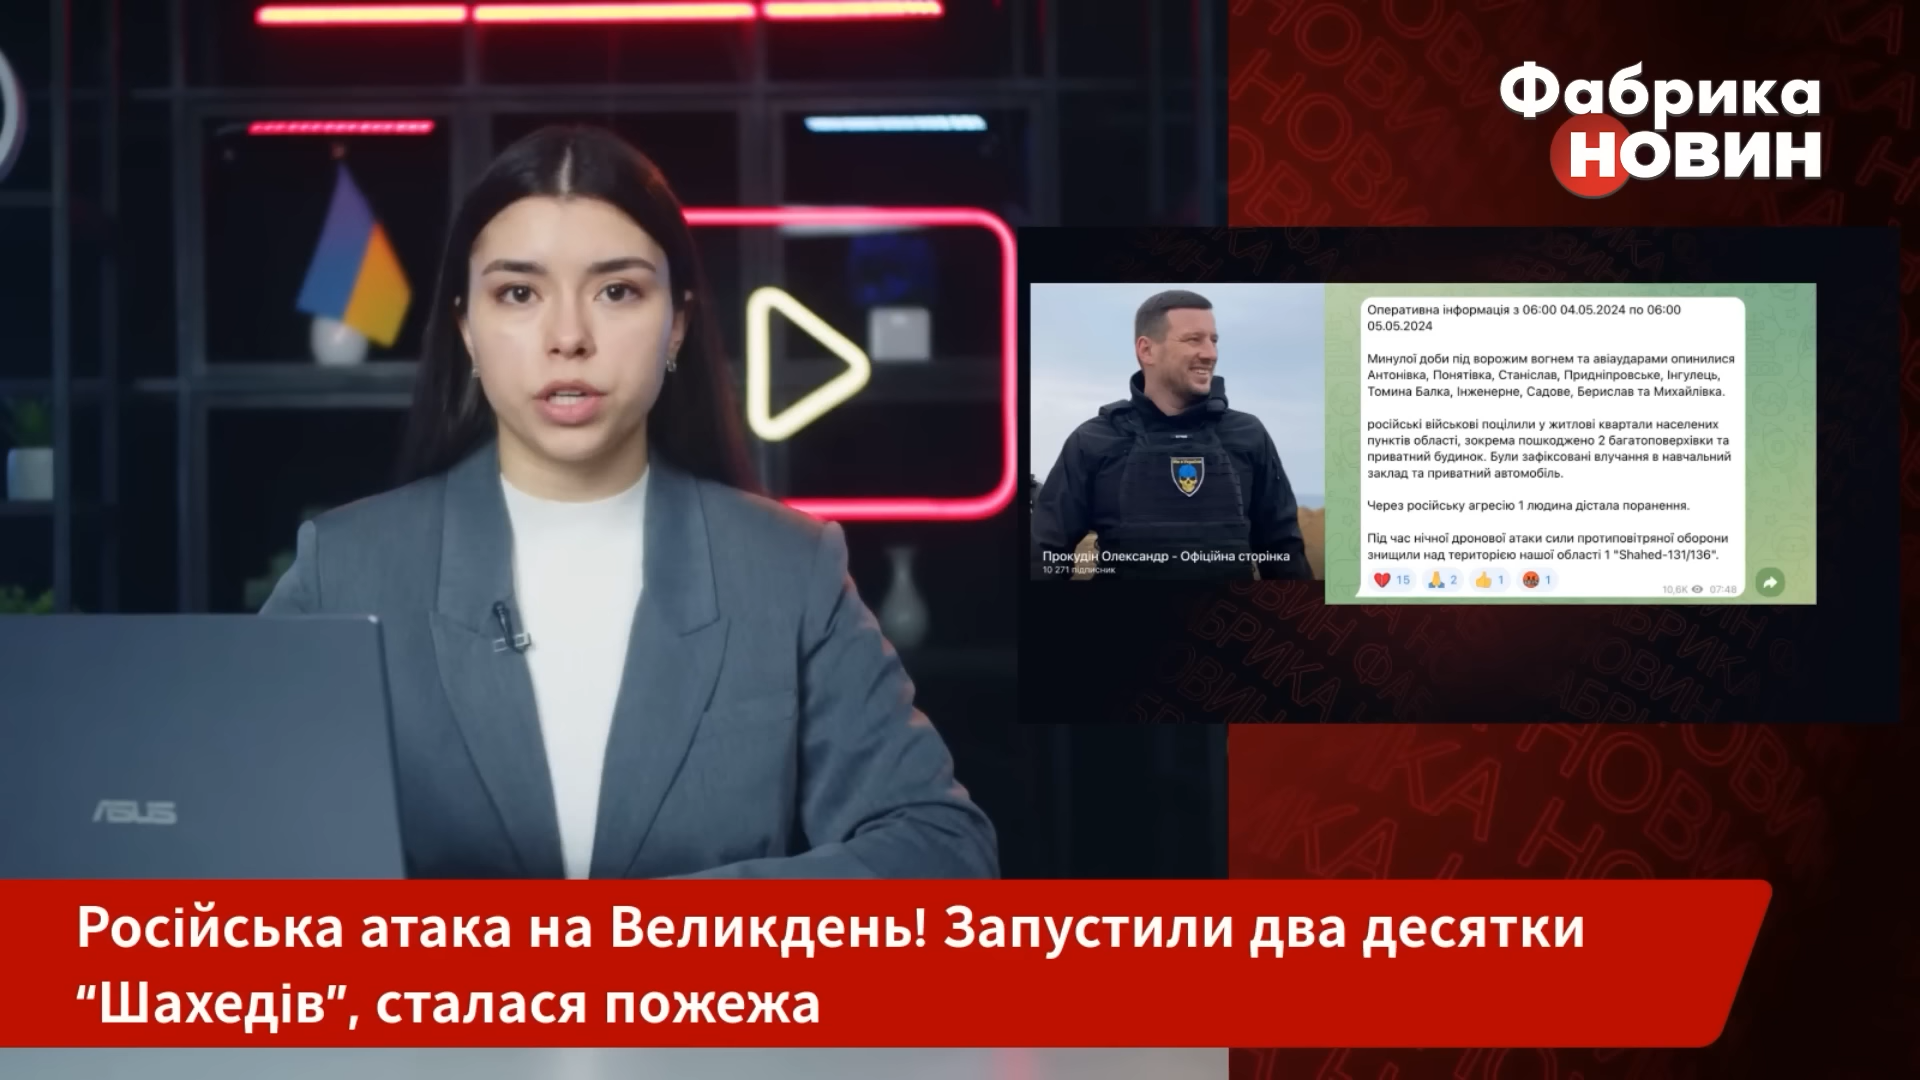 Фабрика
новин
Оперативна інформація з 06:00 04.05.2024 по 06:00
05.05.2024
Минулої доби під ворожим вогнем та авіаударами опинилися
Антонівка, Понятівка, Станіслав, Придніпровське, Інгулець,
Томина Балка, Інженерне, Садове, Берислав та Михайлівка.
російські військові поцілили у житлові квартали населених
пунктів області, зокрема пошкоджено 2 багатоповерхівки та
приватний будинок. Були зафіксовані влучання в навчальний
заклад та приватний автомобіль.
Через російську агресію 1 людина дістала поранення.
Під час нічної дронової атаки сили протиповітряної оборони
знищили над територією нашої області 1 "Shahed-131/136".
15 2 1 1
10,6K 07:48
Прокудін Олександр - Офіційна сторінка
10 271 підписник
ASUS
Російська атака на Великдень! Запустили два десятки
“Шахедів”, сталася пожежа